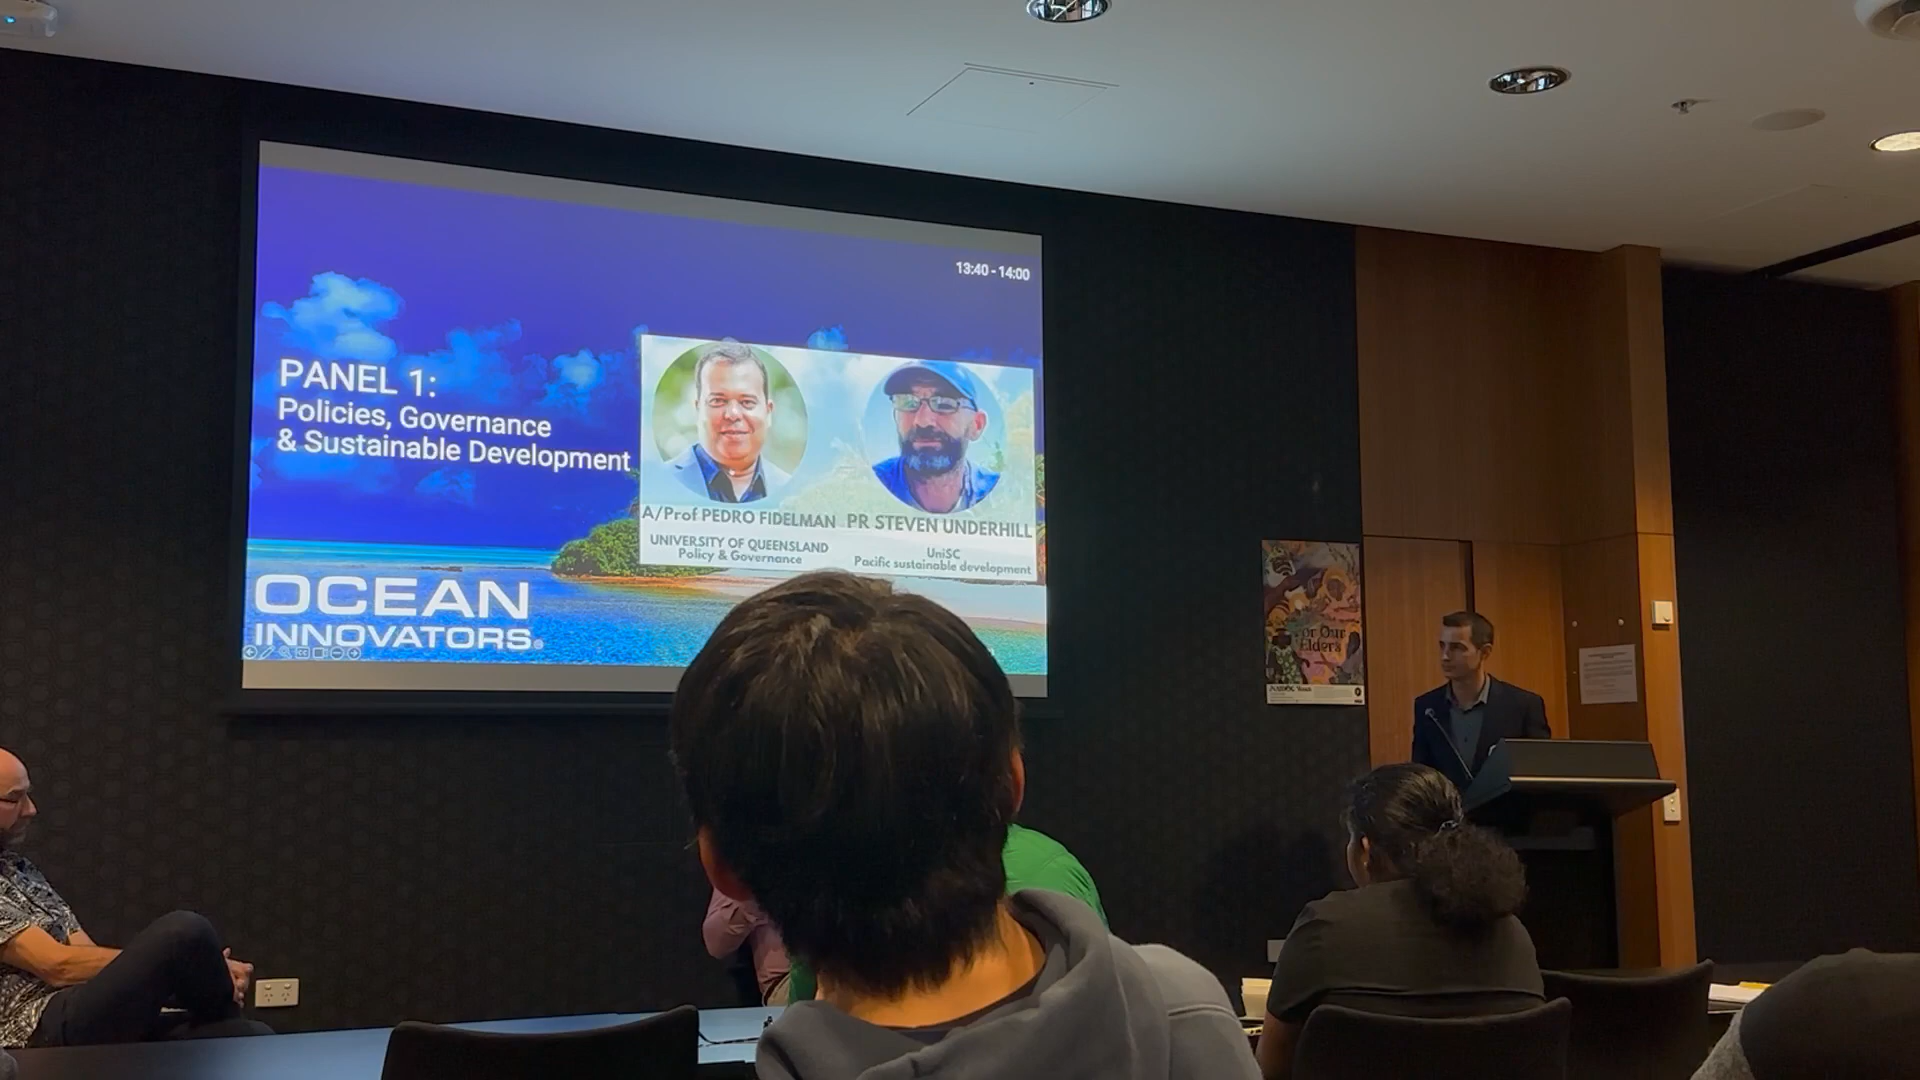 13:40 - 14:00
PANEL 1:
Policies, Governance
& Sustainable Development
A/Prof PEDRO FIDELMAN
UNIVERSITY OF QUEENSLAND
Policy & Governance
PR STEVEN UNDERHILL
UniSC
Pacific sustainable development
OCEAN
INNOVATORS
For Our
Elders